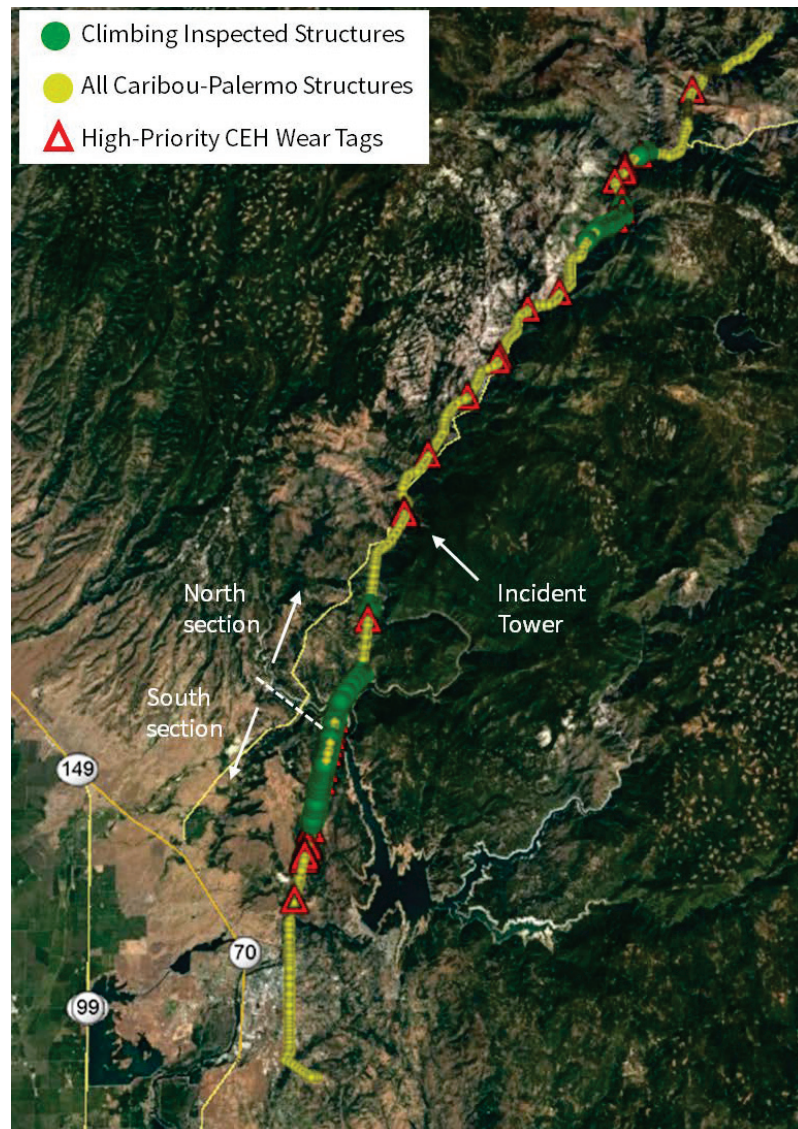 Climbing Inspected Structures
All Caribou-Palermo Structures
High-Priority CEH Wear Tags
North
section
Incident
Tower
South
section
149
70
99